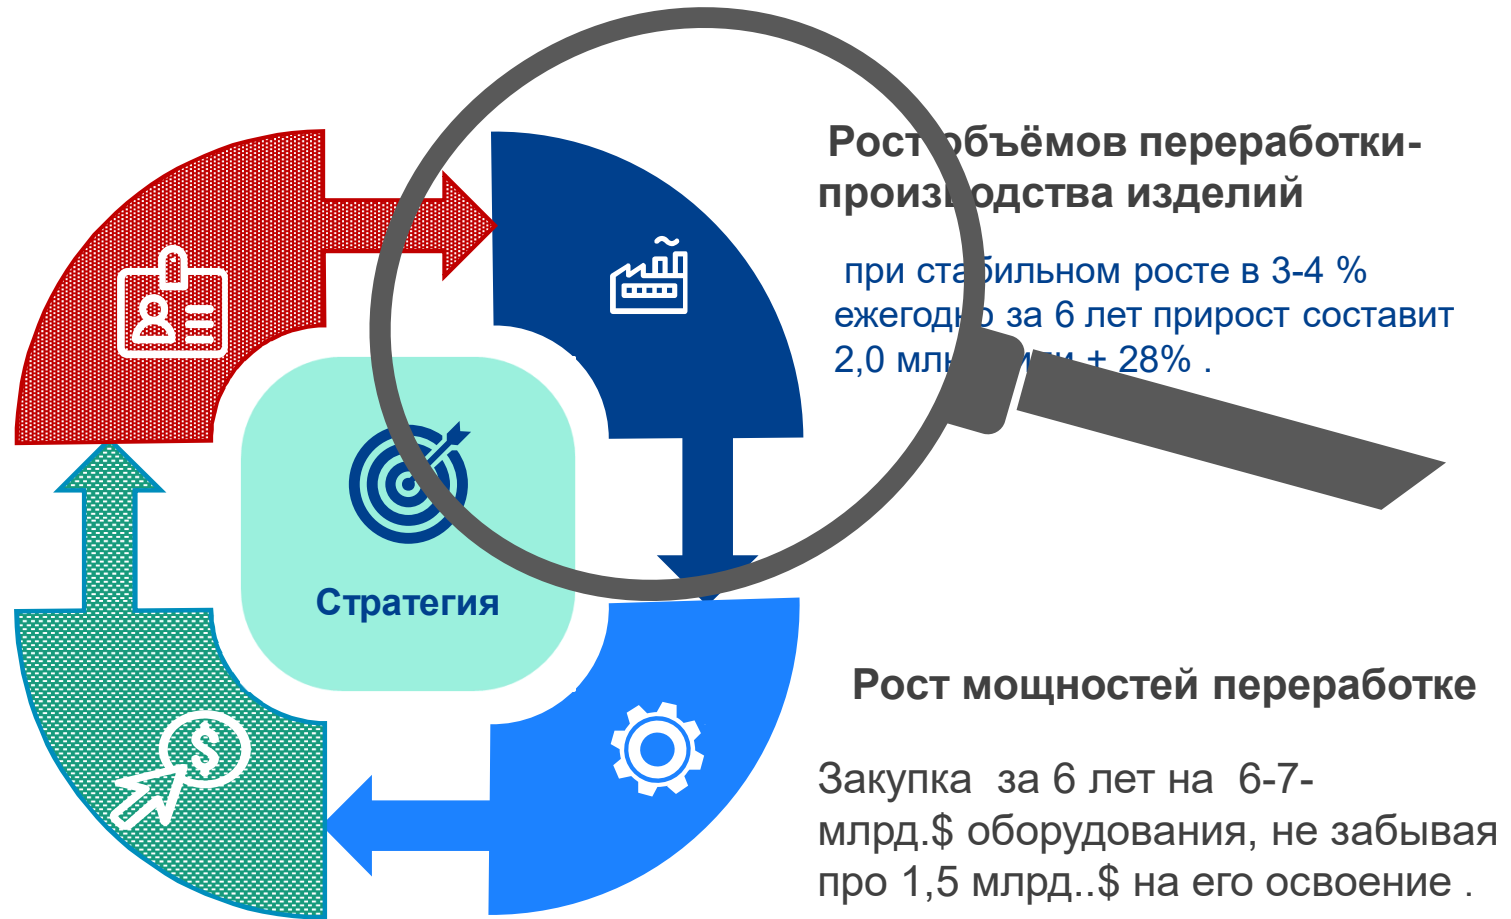 Рост объёмов переработки-
производства изделий
при стабильном росте в 3-4 %
ежегодно за 6 лет прирост составит
2,0 или + 28% .
Стратегия
Рост мощностей переработке
Закупка за 6 лет на 6-7-
млрд.$ оборудования, не забывая
про 1,5 млрд..$ на его освоение .
$